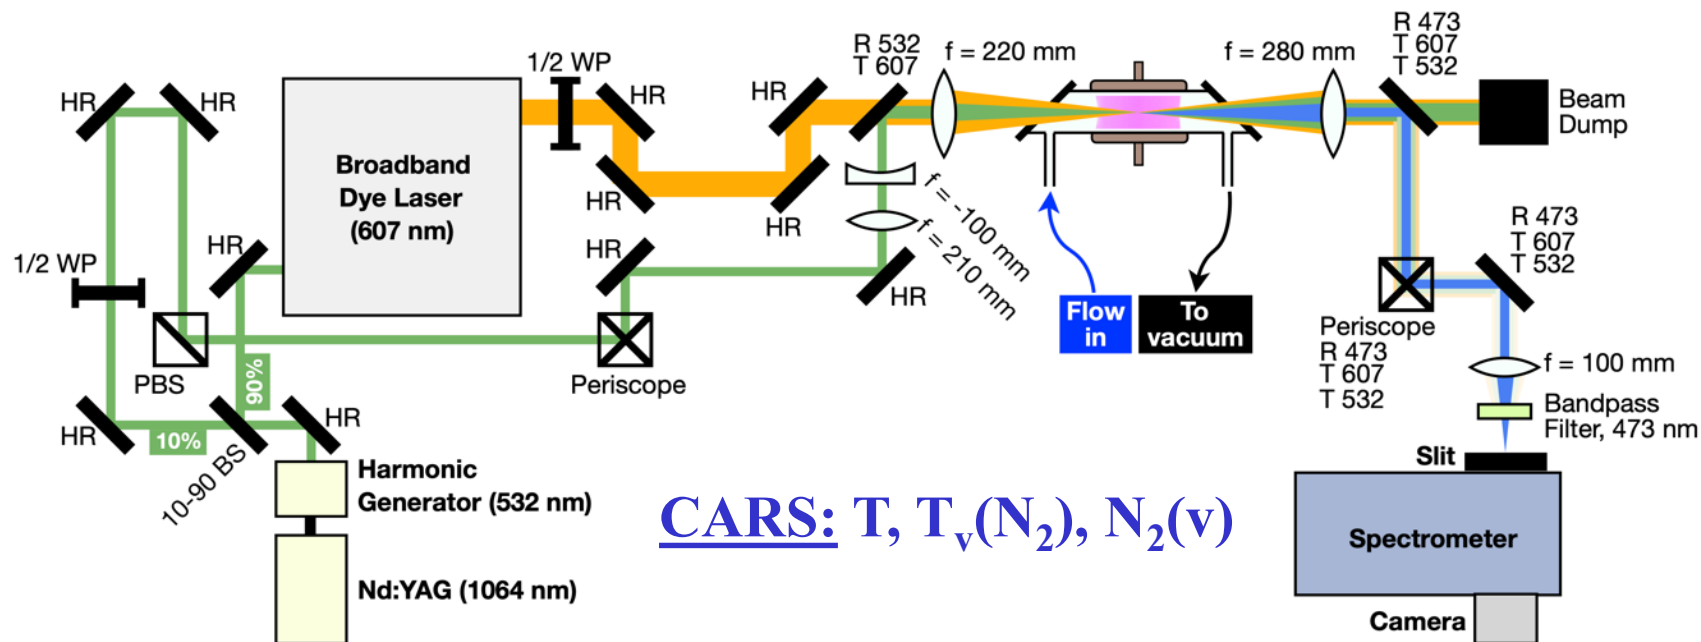 HR
HR
1/2 WP
Broadband
Dye Laser
(607 nm)
1/2 WP
HR
HR
HR
HR
R 532
T 607
f = 220 mm
f = 280 mm
R 473
T 607
T 532
Beam
Dump
f = -100 mm
f = 210 mm
HR
HR
HR
PBS
90%
Periscope
Flow
in
To
vacuum
R 473
T 607
T 532
Periscope
R 473
T 607
T 532
f = 100 mm
Bandpass
Filter, 473 nm
HR
10%
10-90 BS
HR
Harmonic
Generator (532 nm)
Nd:YAG (1064 nm)
CARS: T, Tv(N2), N2(v)
Slit
Spectrometer
Camera